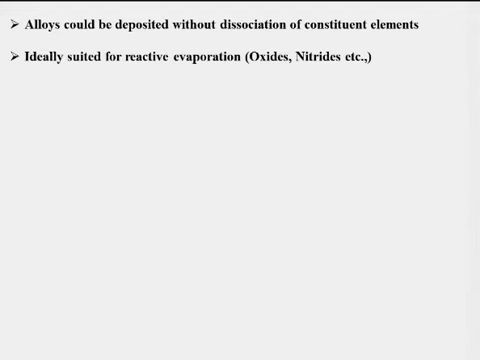 ➢ Alloys could be deposited without dissociation of constituent elements
➢ Ideally suited for reactive evaporation (Oxides, Nitrides etc.,)